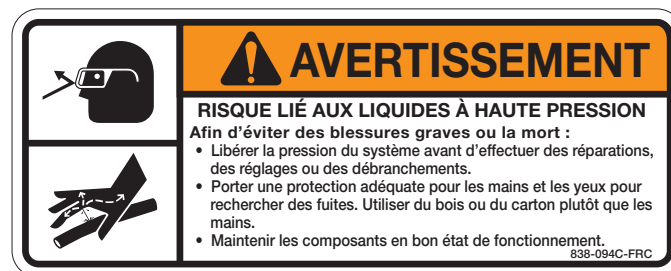 AVERTISSEMENT
RISQUE LIÉ AUX LIQUIDES À HAUTE PRESSION
Afin d'éviter des blessures graves ou la mort :
• Libérer la pression du système avant d'effectuer des réparations,
des réglages ou des débranchements.
• Porter une protection adéquate pour les mains et les yeux pour
rechercher des fuites. Utiliser du bois ou du carton plutôt que les
mains.
• Maintenir les composants en bon état de fonctionnement.
838-094C-FRC